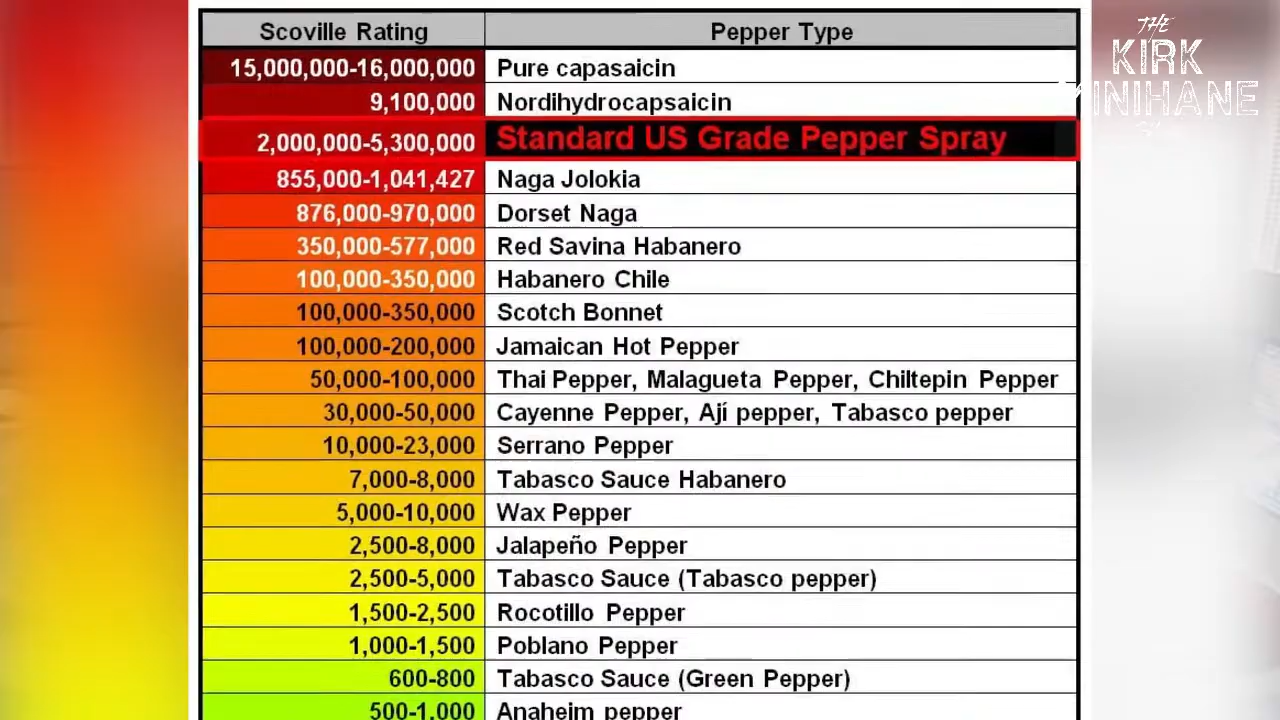 Scoville Rating Pepper Type
15,000,000-16,000,000 Pure capasaicin
9,100,000 Nordihydrocapsaicin
2,000,000-5,300,000 Standard US Grade Pepper Spray
855,000-1,041,427 Naga Jolokia
876,000-970,000 Dorset Naga
350,000-577,000 Red Savina Habanero
100,000-350,000 Habanero Chile
100,000-350,000 Scotch Bonnet
100,000-200,000 Jamaican Hot Pepper
50,000-100,000 Thai Pepper, Malagueta Pepper, Chiltepin Pepper
30,000-50,000 Cayenne Pepper, Ají pepper, Tabasco pepper
10,000-23,000 Serrano Pepper
7,000-8,000 Tabasco Sauce Habanero
5,000-10,000 Wax Pepper
2,500-8,000 Jalapeño Pepper
2,500-5,000 Tabasco Sauce (Tabasco pepper)
1,500-2,500 Rocotillo Pepper
1,000-1,500 Poblano Pepper
600-800 Tabasco Sauce (Green Pepper)
500-1,000 Anaheim pepper
THE
KIRK